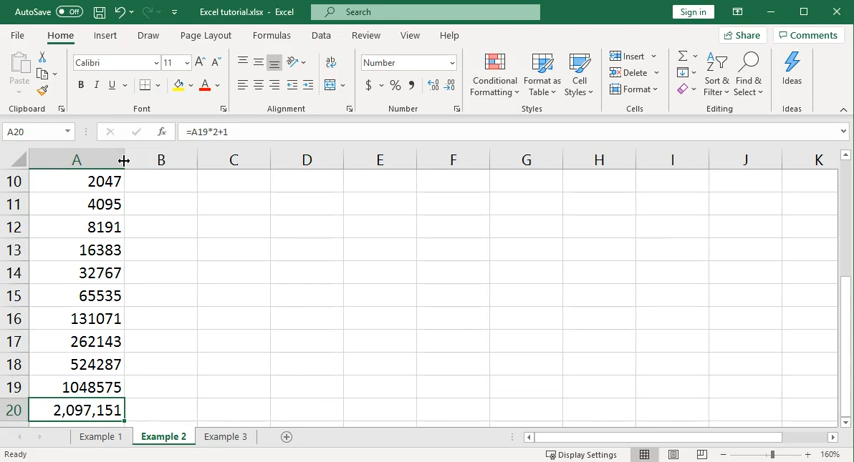 AutoSave Off Excel tutorial.xlsx - Excel Search Sign in
File Home Insert Draw Page Layout Formulas Data Review View Help Share Comments
Paste Calibri 11 A A B I U ab Number $ % , .00 Conditional Formatting Format as Table Cell Styles Insert Delete Format Sort & Filter Find & Select Ideas
Clipboard Font Alignment Number Styles Cells Editing Ideas
A20 fx =A19*2+1
A B C D E F G H I J K
10 2047
11 4095
12 8191
13 16383
14 32767
15 65535
16 131071
17 262143
18 524287
19 1048575
20 2,097,151
Example 1 Example 2 Example 3
Ready Display Settings 160%